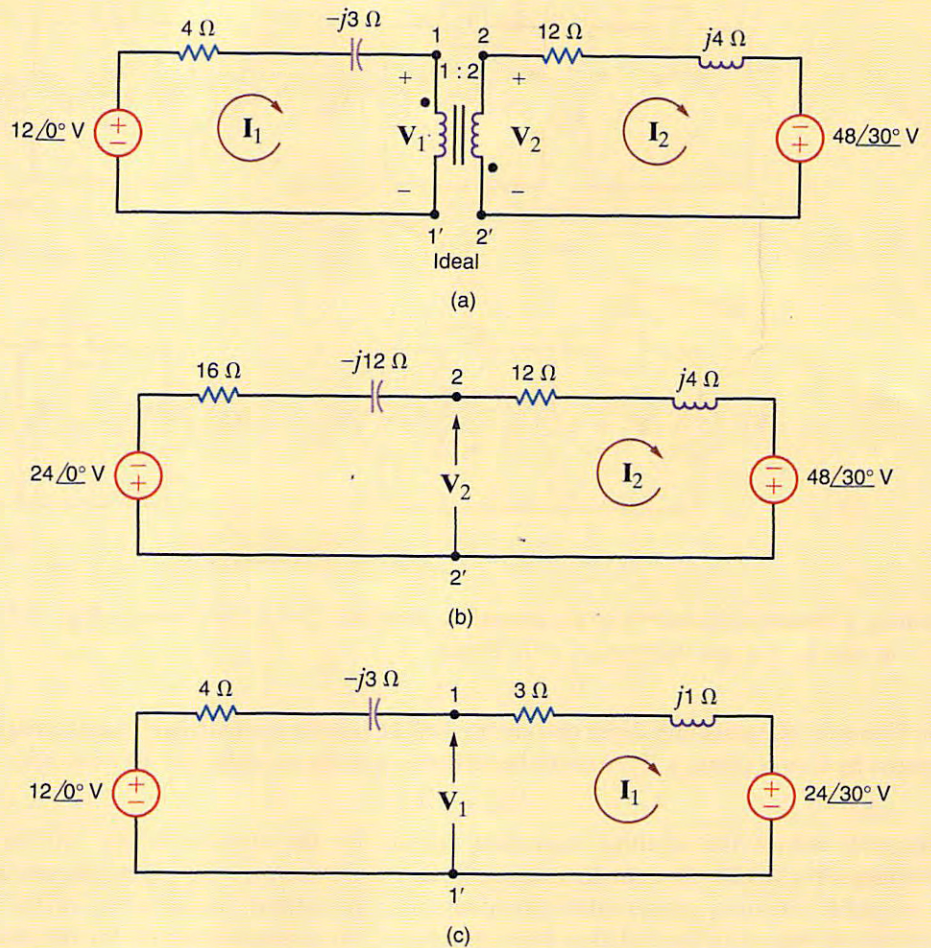 4 Ω −j3 Ω 1 2 12 Ω j4 Ω
+ 1 : 2 +
12/0° V + − I1 V1 V2 I2 − + 48/30° V
− −
1′ 2′
Ideal
(a)
16 Ω −j12 Ω 2 12 Ω j4 Ω
24/0° V − + V2 I2 − + 48/30° V
2′
(b)
4 Ω −j3 Ω 1 3 Ω j1 Ω
12/0° V + − V1 I1 + − 24/30° V
1′
(c)